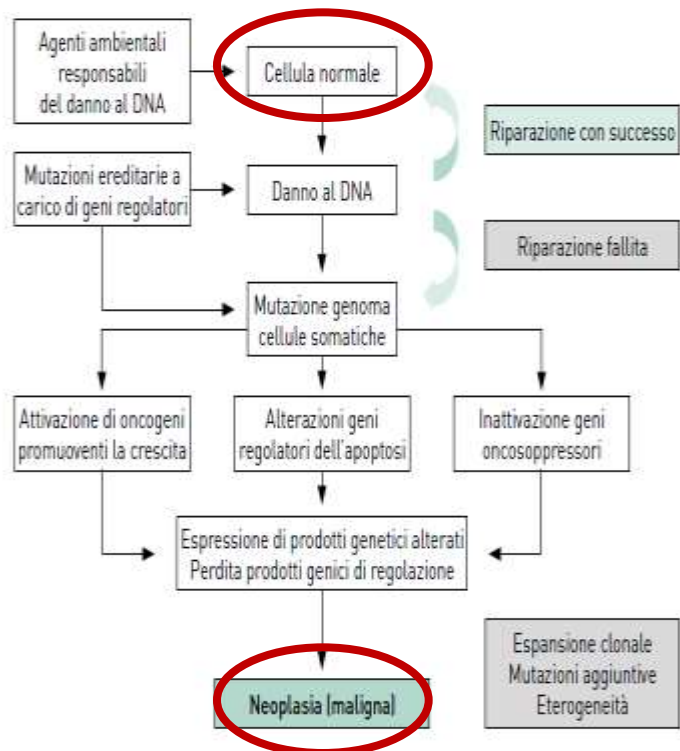 Agenti ambientali
responsabili
del danno al DNA
Cellula normale
Riparazione con successo
Mutazioni ereditarie a
carico di geni regolatori
Danno al DNA
Riparazione fallita
Mutazione genoma
cellule somatiche
Attivazione di oncogeni
promuoventi la crescita
Alterazioni geni
regolatori dell'apoptosi
Inattivazione geni
oncosoppressori
Espressione di prodotti genetici alterati
Perdita prodotti genici di regolazione
Espansione clonale
Mutazioni aggiuntive
Eterogeneità
Neoplasia (maligna)